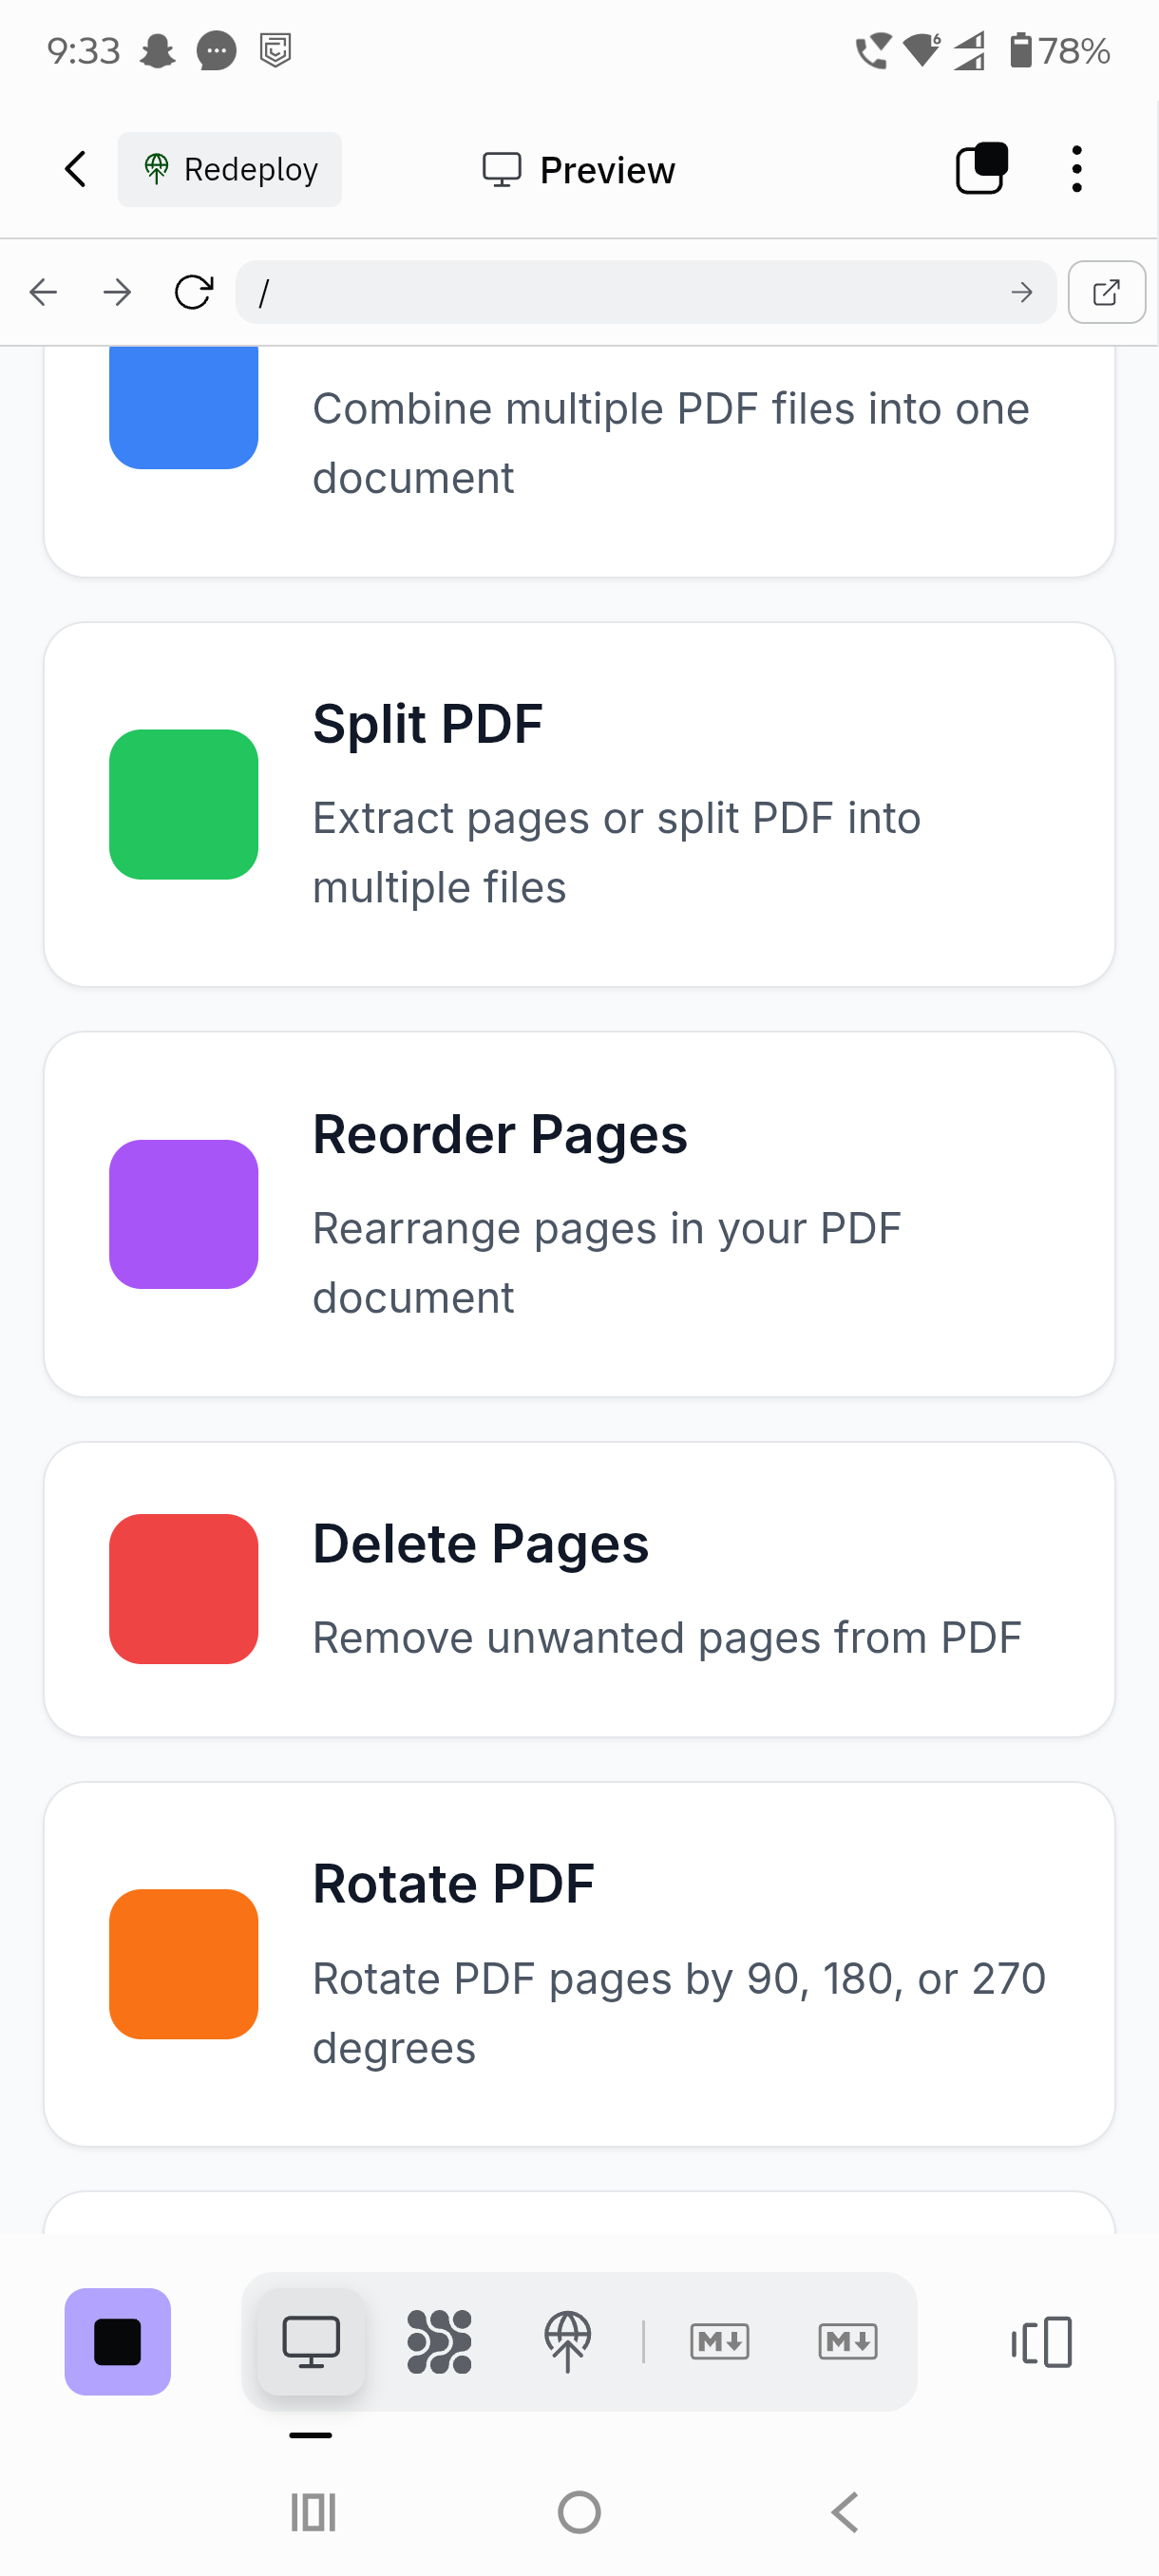 9:33
6
78%
Redeploy
Preview
/
Combine multiple PDF files into one
document
Split PDF
Extract pages or split PDF into
multiple files
Reorder Pages
Rearrange pages in your PDF
document
Delete Pages
Remove unwanted pages from PDF
Rotate PDF
Rotate PDF pages by 90, 180, or 270
degrees
M
M